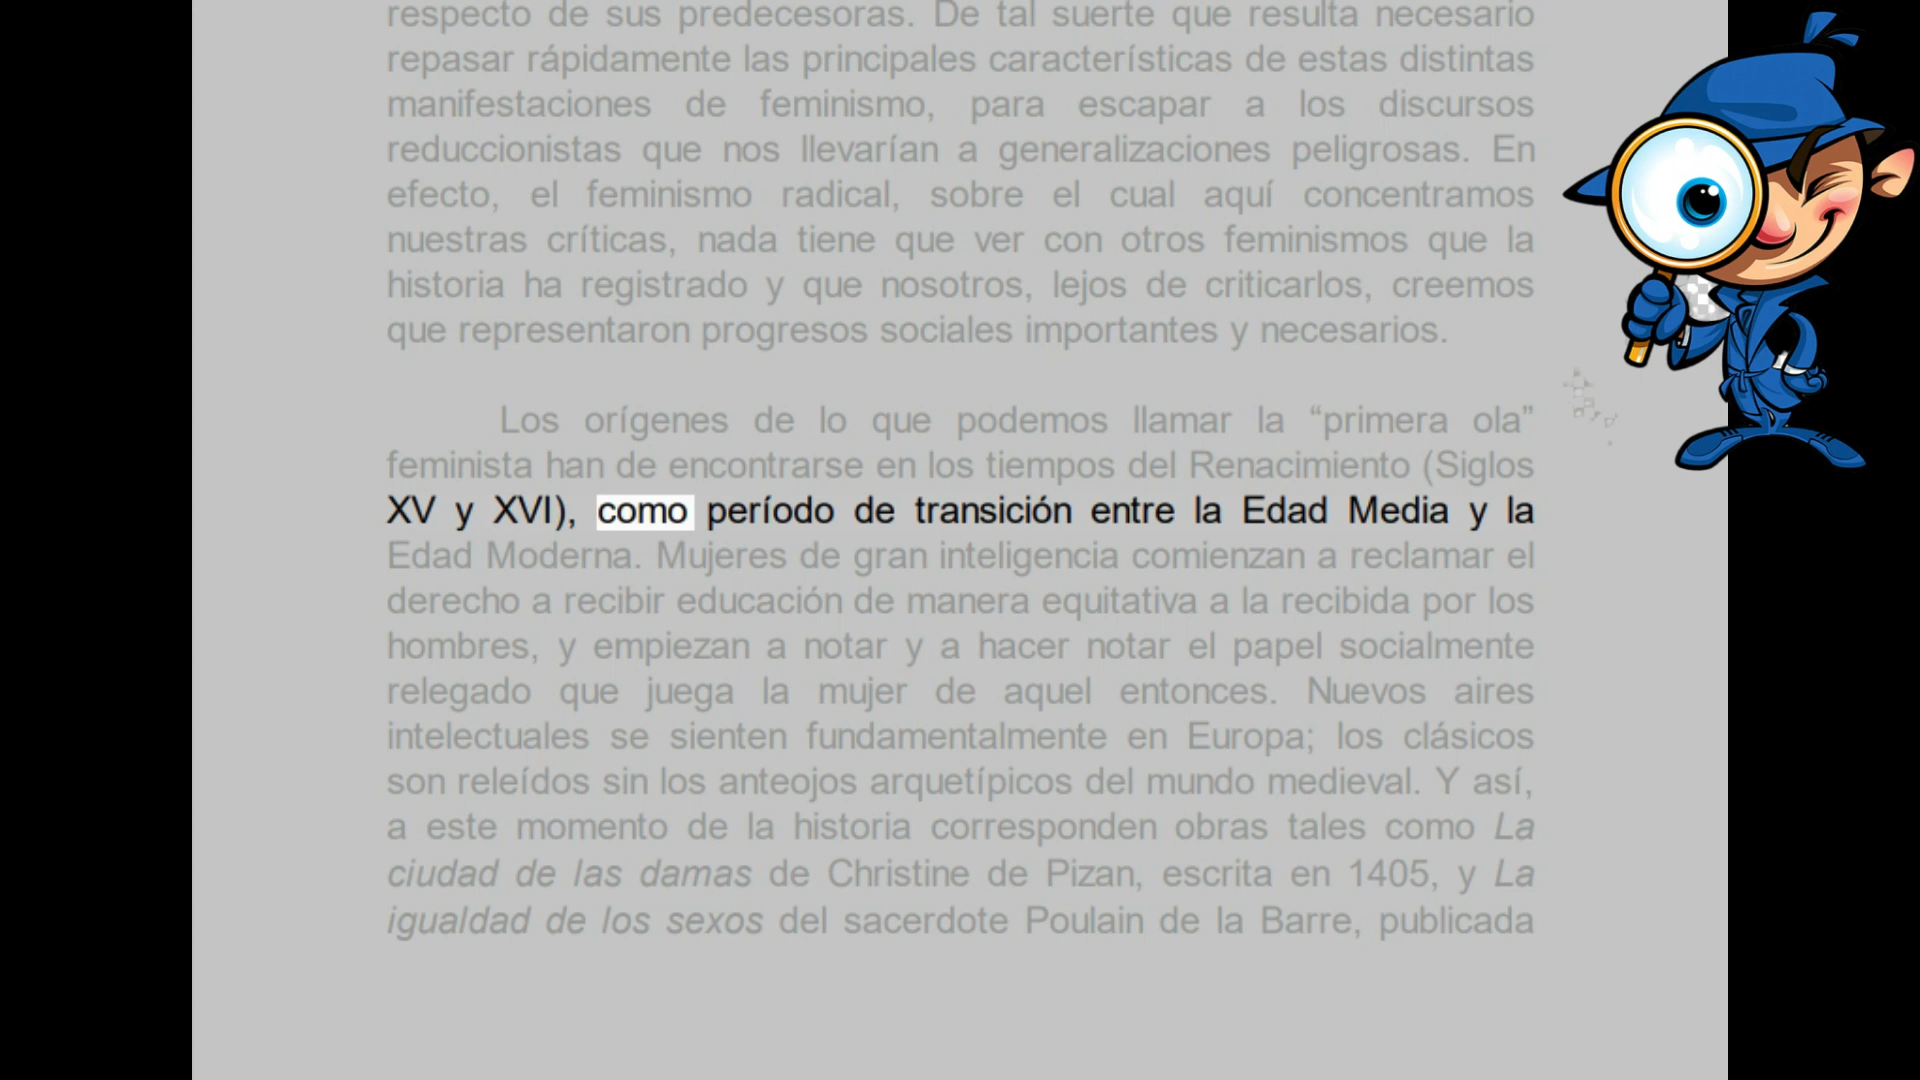 respecto de sus predecesoras. De tal suerte que resulta necesario
repasar rápidamente las principales características de estas distintas
manifestaciones de feminismo, para escapar a los discursos
reduccionistas que nos llevarían a generalizaciones peligrosas. En
efecto, el feminismo radical, sobre el cual aquí concentramos
nuestras críticas, nada tiene que ver con otros feminismos que la
historia ha registrado y que nosotros, lejos de criticarlos, creemos
que representaron progresos sociales importantes y necesarios.
Los orígenes de lo que podemos llamar la “primera ola”
feminista han de encontrarse en los tiempos del Renacimiento (Siglos
XV y XVI), como período de transición entre la Edad Media y la
Edad Moderna. Mujeres de gran inteligencia comienzan a reclamar el
derecho a recibir educación de manera equitativa a la recibida por los
hombres, y empiezan a notar y a hacer notar el papel socialmente
relegado que juega la mujer de aquel entonces. Nuevos aires
intelectuales se sienten fundamentalmente en Europa; los clásicos
son releídos sin los anteojos arquetípicos del mundo medieval. Y así,
a este momento de la historia corresponden obras tales como La
ciudad de las damas de Christine de Pizan, escrita en 1405, y La
igualdad de los sexos del sacerdote Poulain de la Barre, publicada